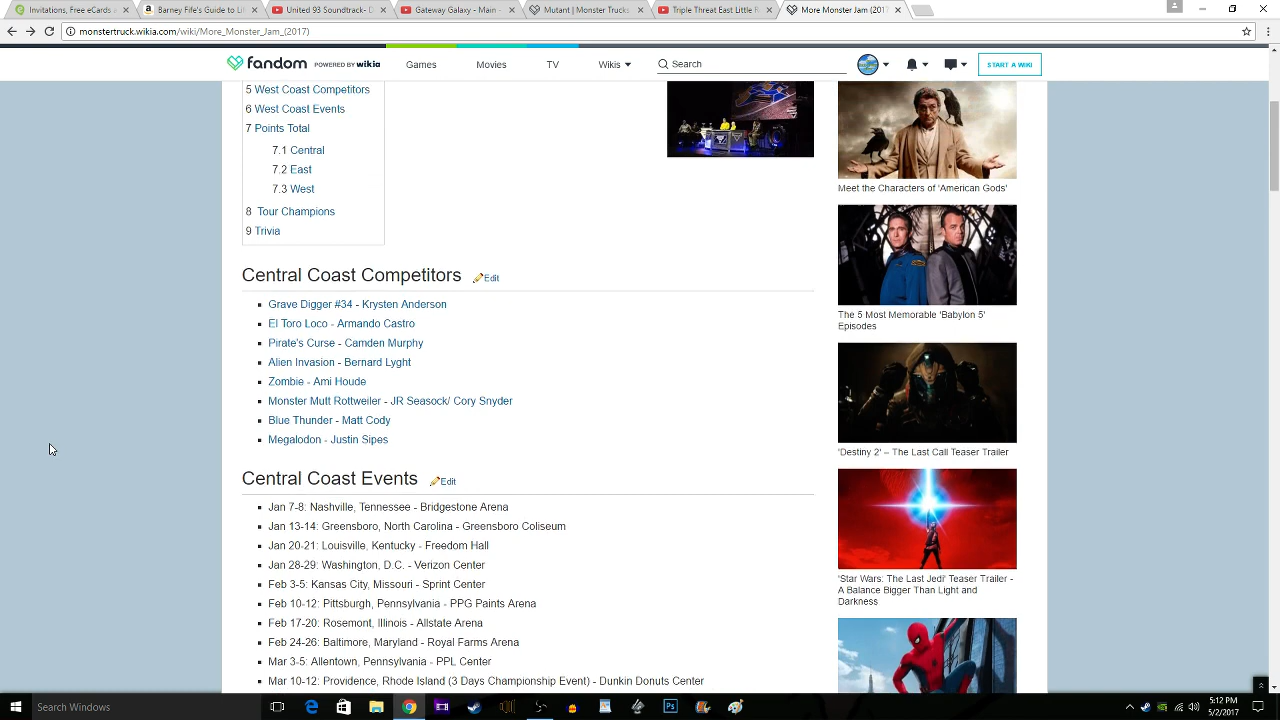 Invitations, Free eCards
Barney Fife's Guide to Lif
United 93 Soundtrack- D
Gateway Galaxy - Main -
Mutant | Monster Trucks
Triple Threat East Little R
More Monster Jam (2017
monstertruck.wikia.com/wiki/More_Monster_Jam_(2017)
fandom POWERED BY wikia
Games
Movies
TV
Wikis
Search
START A WIKI
5 West Coast Competitors
6 West Coast Events
7 Points Total
7.1 Central
7.2 East
7.3 West
8 Tour Champions
9 Trivia
Central Coast Competitors Edit
Grave Digger #34 - Krysten Anderson
El Toro Loco - Armando Castro
Pirate's Curse - Camden Murphy
Alien Invasion - Bernard Lyght
Zombie - Ami Houde
Monster Mutt Rottweiler - JR Seasock/ Cory Snyder
Blue Thunder - Matt Cody
Megalodon - Justin Sipes
Central Coast Events Edit
Jan 7-8: Nashville, Tennessee - Bridgestone Arena
Jan 13-14: Greensboro, North Carolina - Greensboro Coliseum
Jan 20-21: Louisville, Kentucky - Freedom Hall
Jan 28-29: Washington, D.C. - Verizon Center
Feb 3-5: Kansas City, Missouri - Sprint Center
Feb 10-12: Pittsburgh, Pennsylvania - PPG Paints Arena
Feb 17-20: Rosemont, Illinois - Allstate Arena
Feb 24-26: Baltimore, Maryland - Royal Farms Arena
Mar 3-5: Allentown, Pennsylvania - PPL Center
Mar 10-12: Providence, Rhode Island (3 Days Championship Event) - Dunkin Donuts Center
Meet the Characters of 'American Gods'
The 5 Most Memorable 'Babylon 5'
Episodes
'Destiny 2' – The Last Call Teaser Trailer
'Star Wars: The Last Jedi' Teaser Trailer -
A Balance Bigger Than Light and
Darkness
Search Windows
5:12 PM
5/2/2017